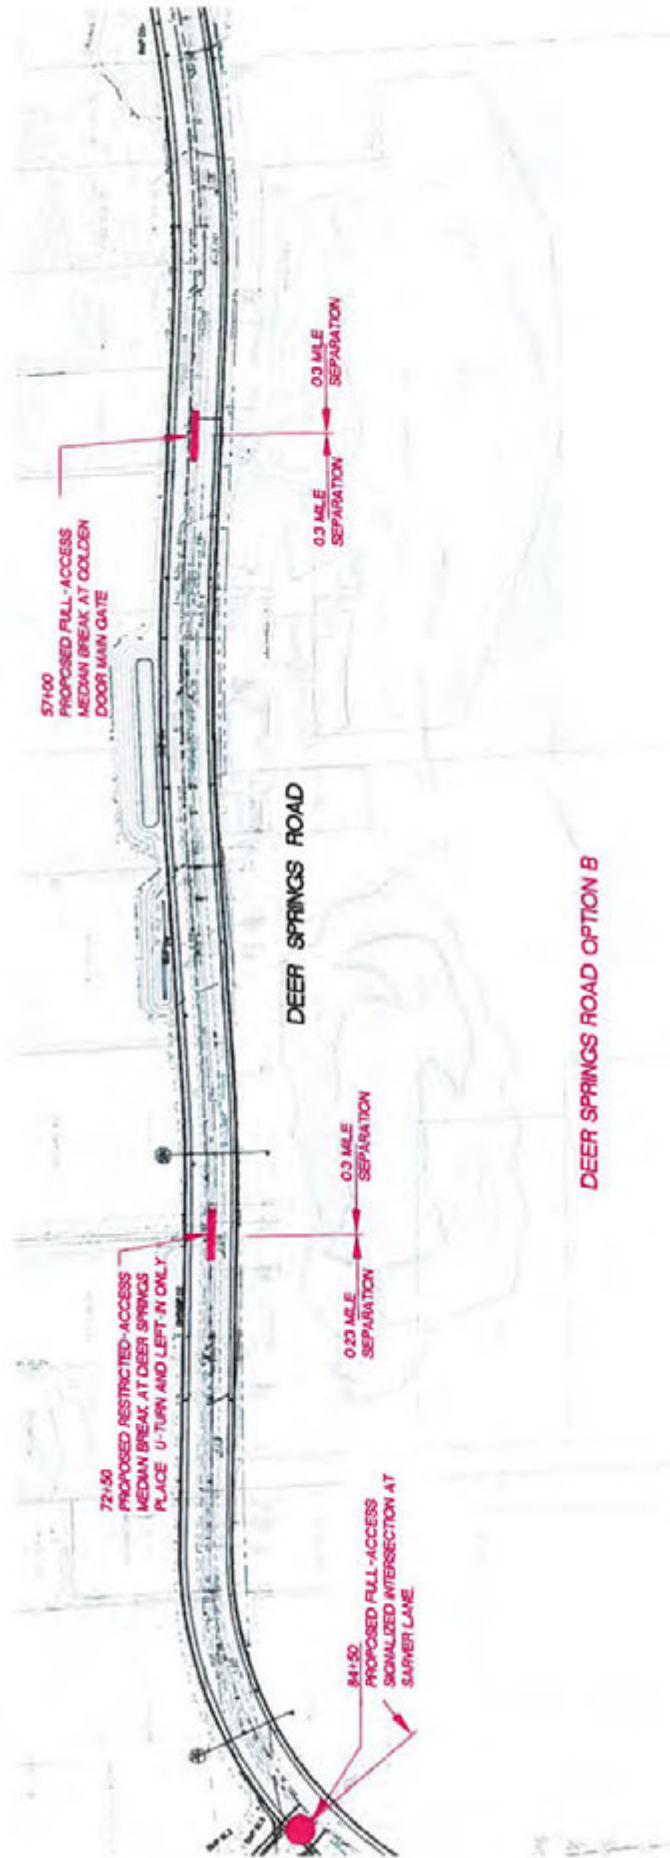 57+00
PROPOSED FULL-ACCESS
MEDIAN BREAK AT GOLDEN
DOOR MAIN GATE
0.3 MILE
SEPARATION
0.3 MILE
SEPARATION
DEER SPRINGS ROAD
72+50
PROPOSED RESTRICTED-ACCESS
MEDIAN BREAK AT DEER SPRINGS
PLACE U-TURN AND LEFT-IN ONLY
0.23 MILE
SEPARATION
0.3 MILE
SEPARATION
84+50
PROPOSED FULL-ACCESS
SIGNALIZED INTERSECTION AT
SARVER LANE
DEER SPRINGS ROAD OPTION B